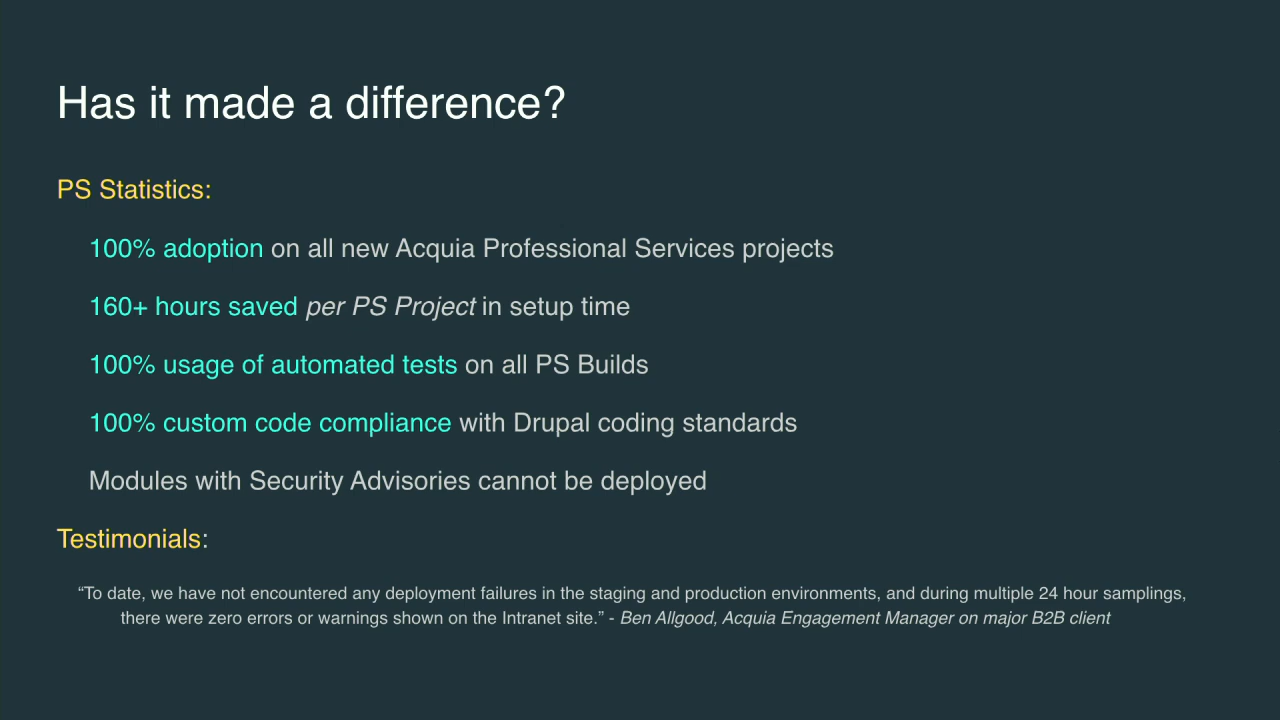 Has it made a difference?
PS Statistics:
100% adoption on all new Acquia Professional Services projects
160+ hours saved per PS Project in setup time
100% usage of automated tests on all PS Builds
100% custom code compliance with Drupal coding standards
Modules with Security Advisories cannot be deployed
Testimonials:
“To date, we have not encountered any deployment failures in the staging and production environments, and during multiple 24 hour samplings,
there were zero errors or warnings shown on the Intranet site.” - Ben Allgood, Acquia Engagement Manager on major B2B client